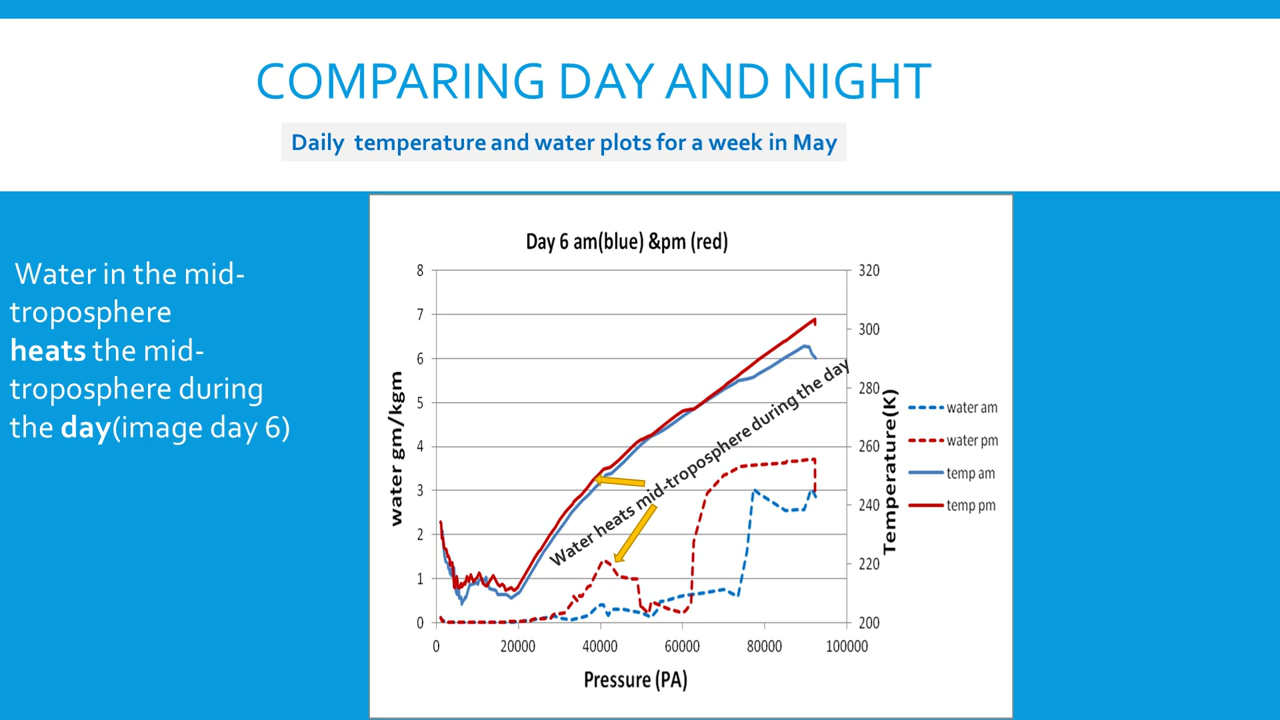 COMPARING DAY AND NIGHT
Daily temperature and water plots for a week in May
Water in the mid-
troposphere
heats the mid-
troposphere during
the day(image day 6)
Day 6 am(blue) &pm (red)
8
7
6
5
4
3
2
1
0
water gm/kgm
320
300
280
260
240
220
200
Temperature(K)
Water heats mid-troposphere during the day
0 20000 40000 60000 80000 100000
Pressure (PA)
water am
water pm
temp am
temp pm